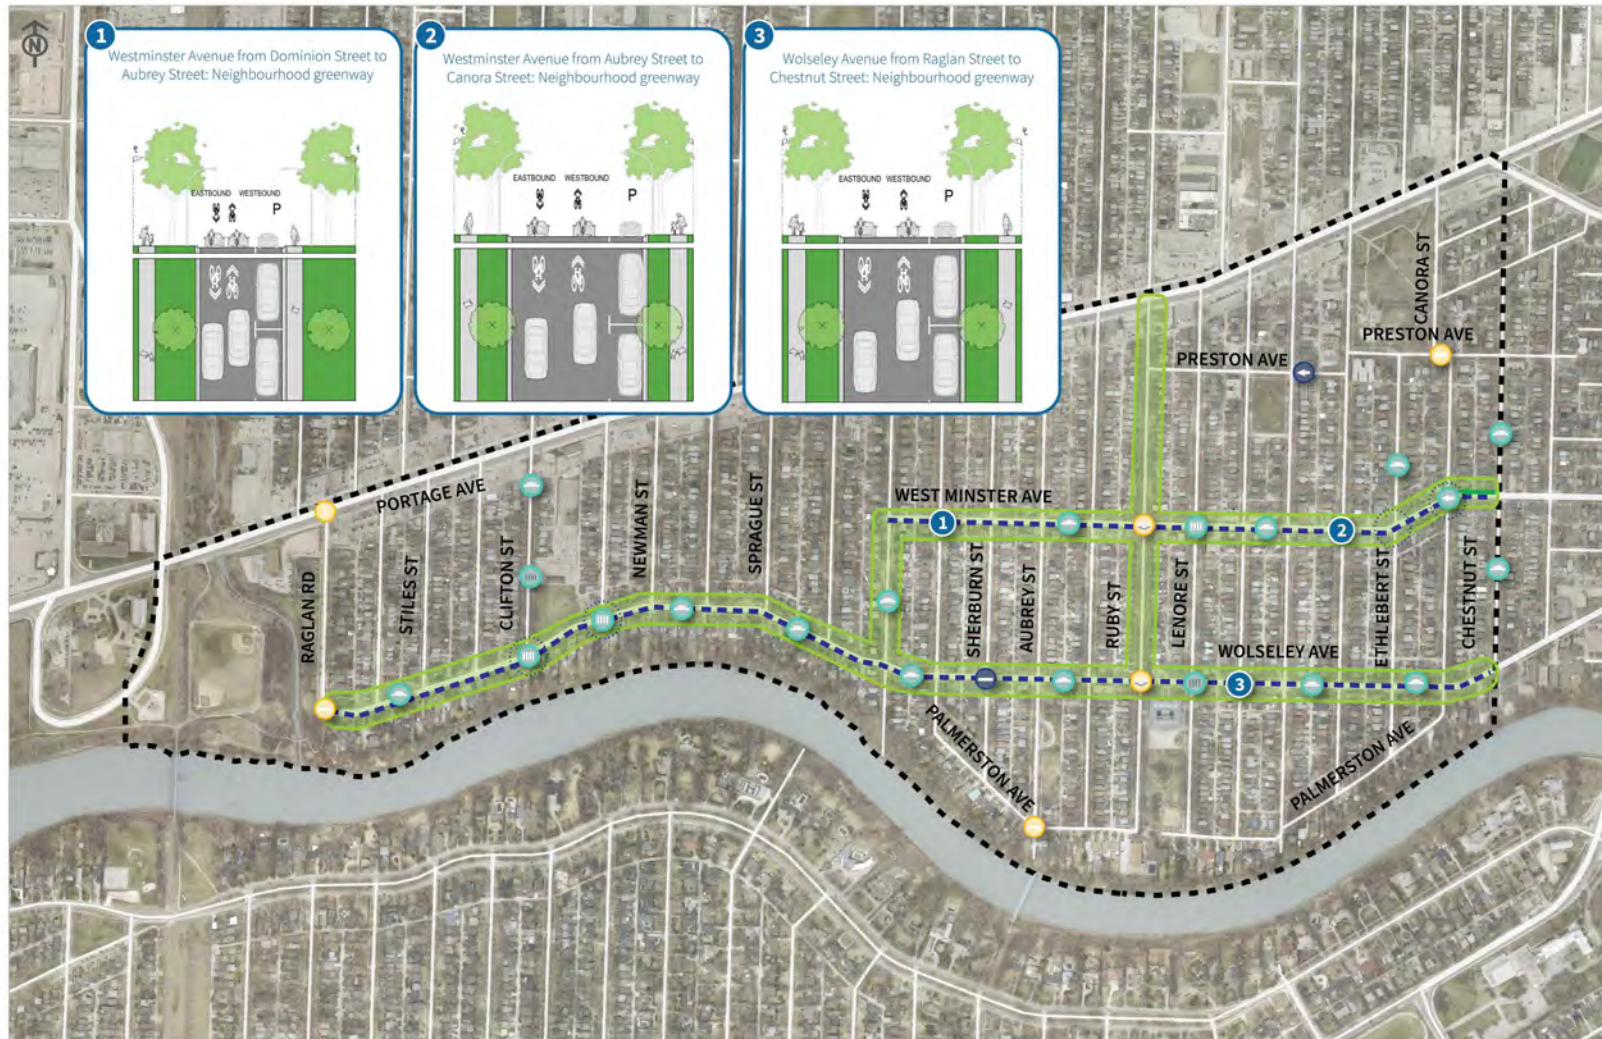 N
1
Westminster Avenue from Dominion Street to
Aubrey Street: Neighbourhood greenway
EASTBOUND WESTBOUND
P
2
Westminster Avenue from Aubrey Street to
Canora Street: Neighbourhood greenway
EASTBOUND WESTBOUND
P
3
Wolseley Avenue from Raglan Street to
Chestnut Street: Neighbourhood greenway
EASTBOUND WESTBOUND
P
CANORA ST
PRESTON AVE
PRESTON AVE
PORTAGE AVE
WEST MINSTER AVE
1
2
RAGLAN RD
STILES ST
CLIFTON ST
NEWMAN ST
SPRAGUE ST
SHERBURN ST
AUBREY ST
RUBY ST
LENORE ST
ETHLEBERT ST
CHESTNUT ST
WOLSELEY AVE
3
PALMERSTON AVE
PALMERSTON AVE